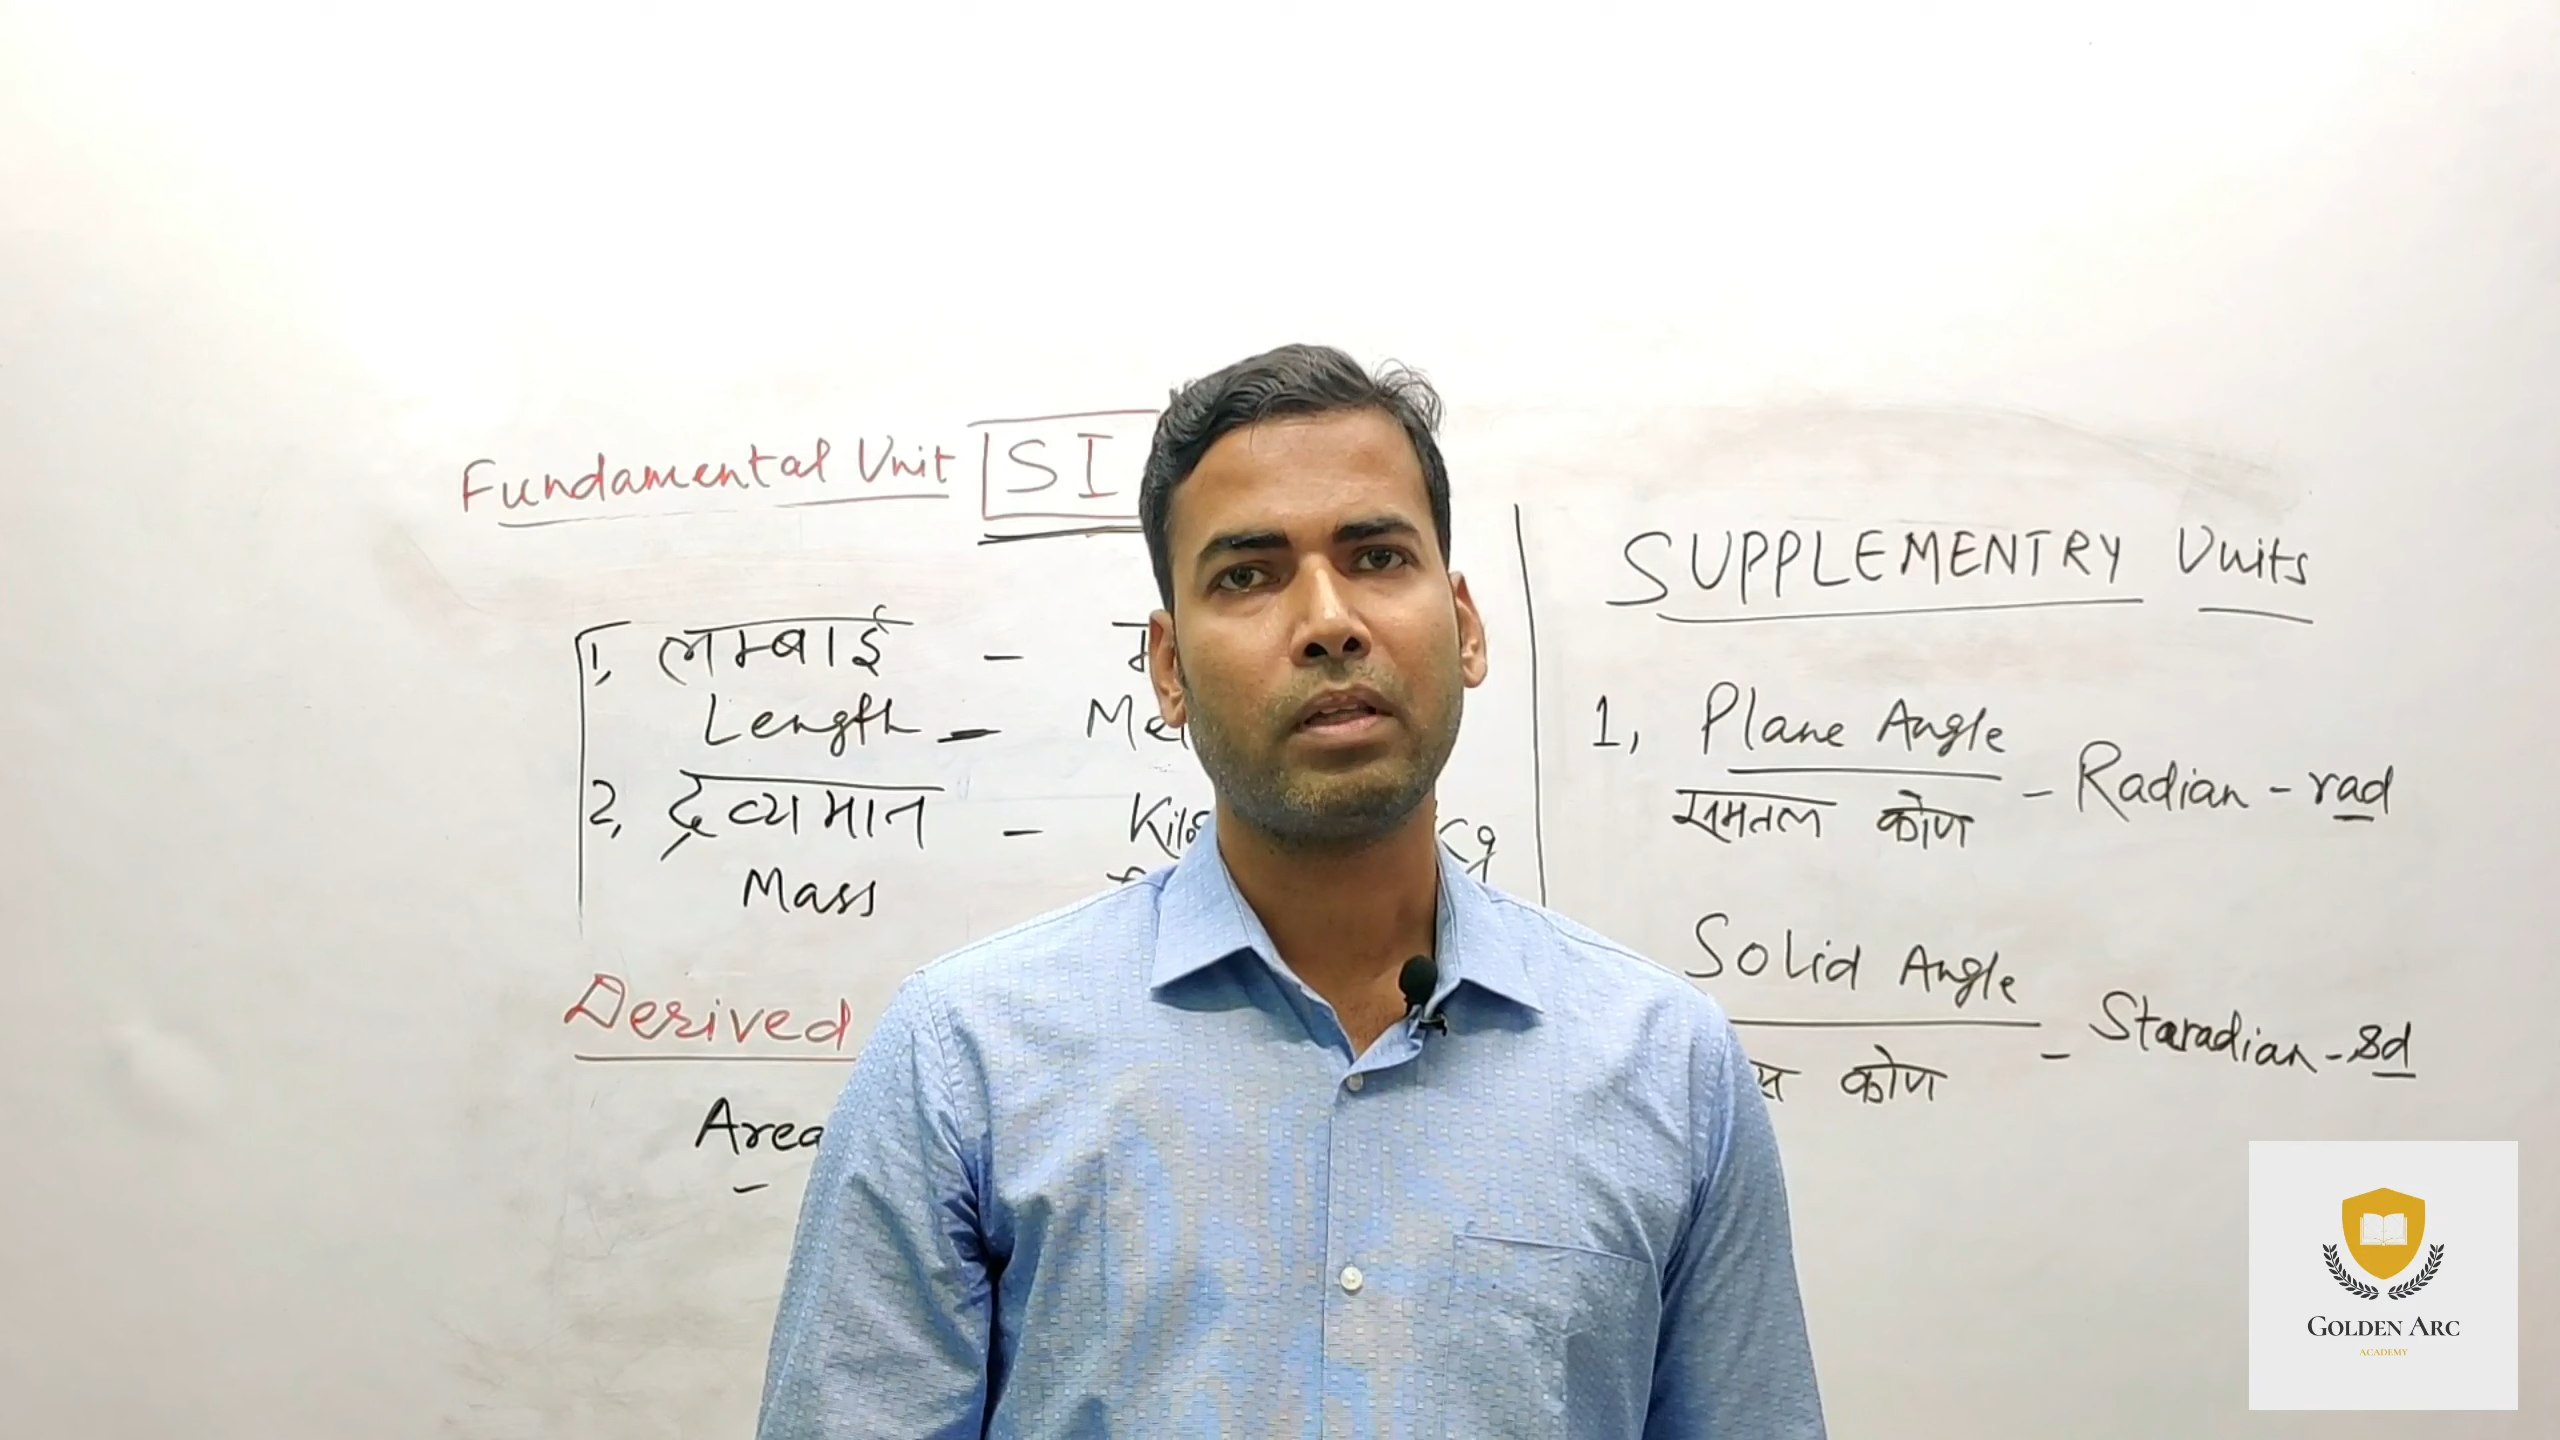 Fundamental Unit SI
1, लम्बाई -
Length -
2, द्रव्यमान -
Mass
Derived
Area
SUPPLEMENTRY Units
1, Plane Angle
समतल कोण - Radian - rad
Solid Angle
कोण - Staradian - sd
GOLDEN ARC
ACADEMY